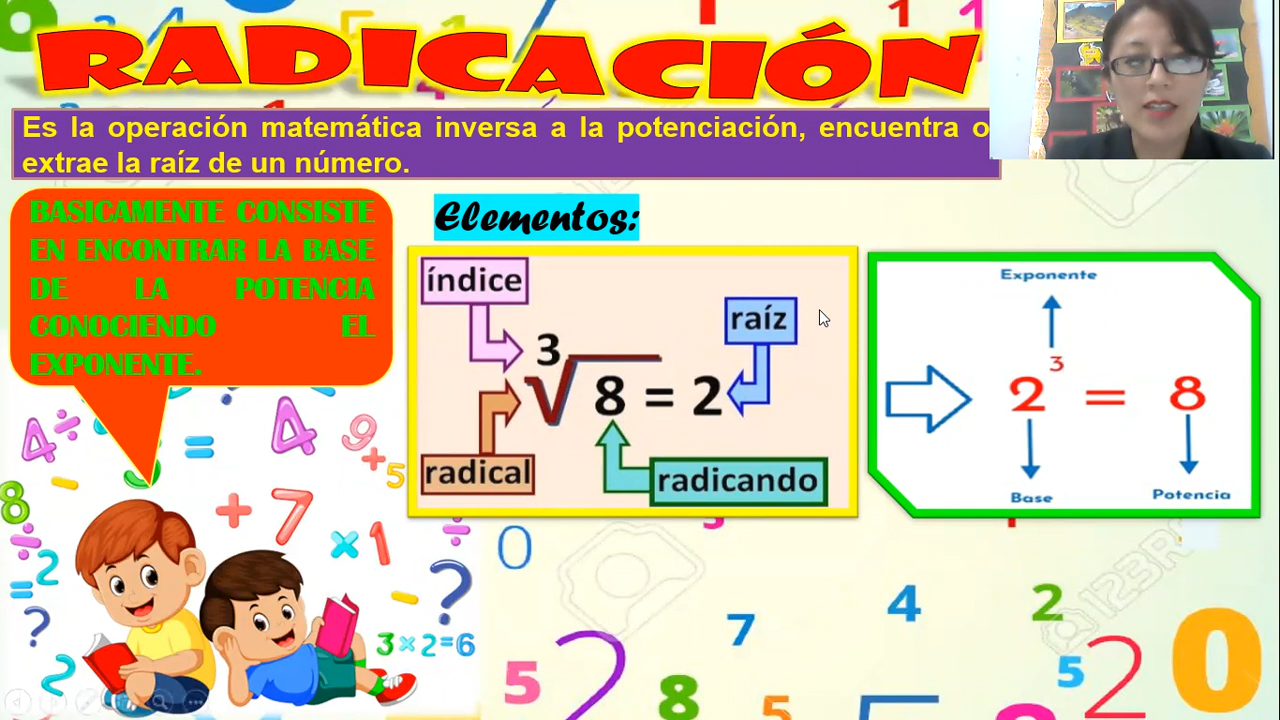 RADICACIÓN
Es la operación matemática inversa a la potenciación, encuentra o
extrae la raíz de un número.
BASICAMENTE CONSISTE
EN ENCONTRAR LA BASE
DE LA POTENCIA
CONOCIENDO EL
EXPONENTE.
Elementos:
índice
raíz
3
√8 = 2
radical
radicando
Exponente
2³ = 8
Base
Potencia
3×2=6
123R